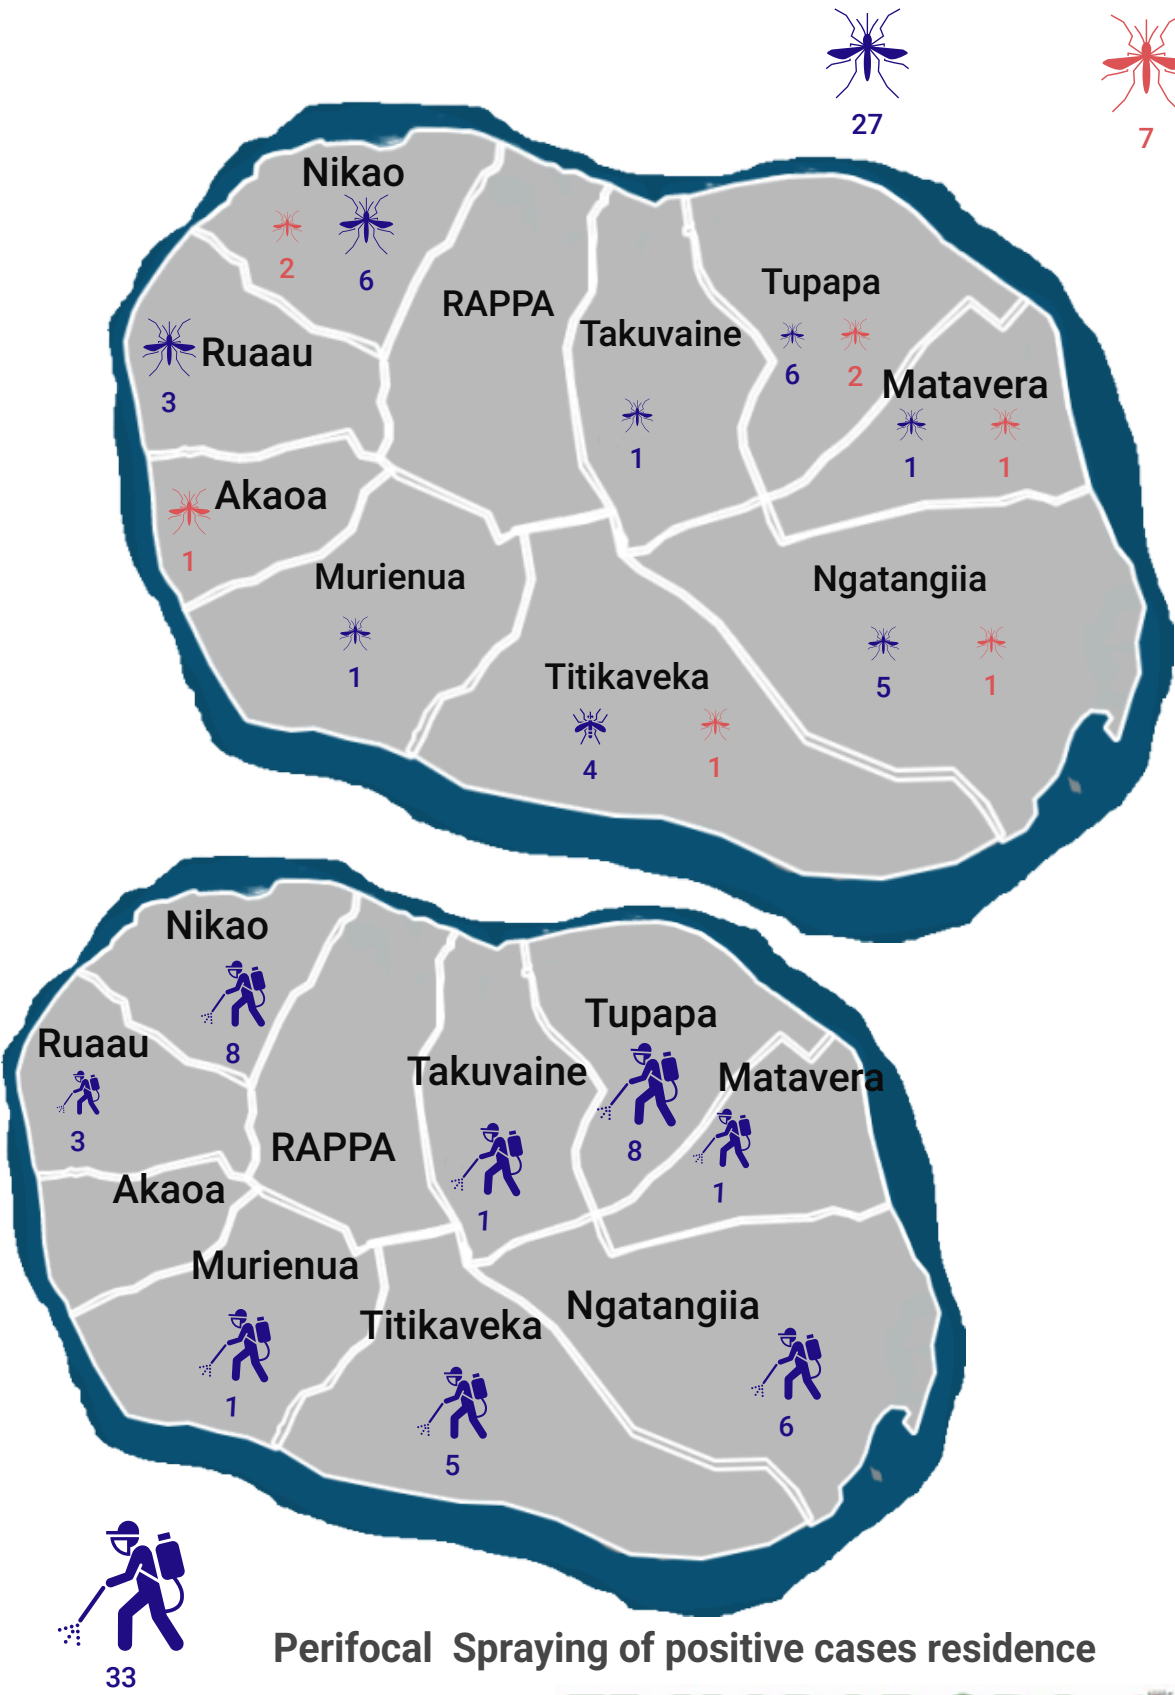 27
7
Nikao
2
6
RAPPA
Tupapa
Takuvaine
6
2
Ruaau
3
Matavera
1
1
1
Akaoa
1
Murienua
1
Ngatangiia
5
1
Titikaveka
4
1
Nikao
8
Ruaau
3
Tupapa
8
Takuvaine
1
Matavera
1
RAPPA
Akaoa
Murienua
1
Titikaveka
5
Ngatangiia
6
33
Perifocal Spraying of positive cases residence